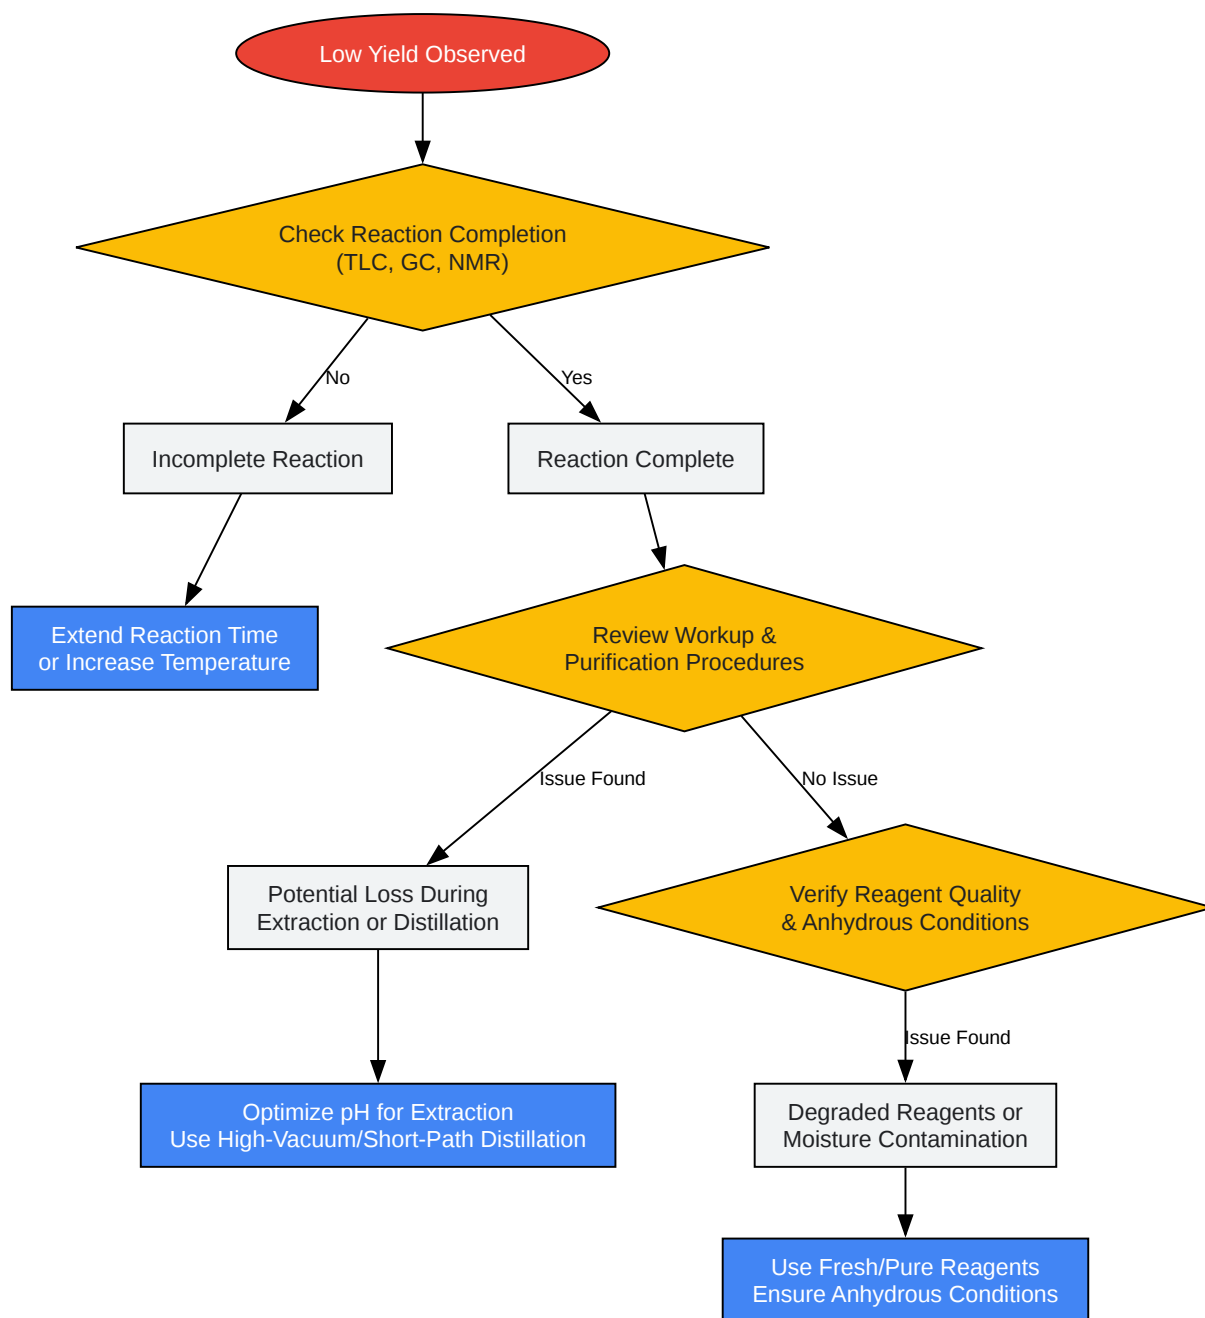 Low Yield Observed
Check Reaction Completion
(TLC, GC, NMR)
No
Yes
Incomplete Reaction
Reaction Complete
Extend Reaction Time
or Increase Temperature
Review Workup &
Purification Procedures
Issue Found
No Issue
Potential Loss During
Extraction or Distillation
Verify Reagent Quality
& Anhydrous Conditions
Issue Found
Optimize pH for Extraction
Use High-Vacuum/Short-Path Distillation
Degraded Reagents or
Moisture Contamination
Use Fresh/Pure Reagents
Ensure Anhydrous Conditions